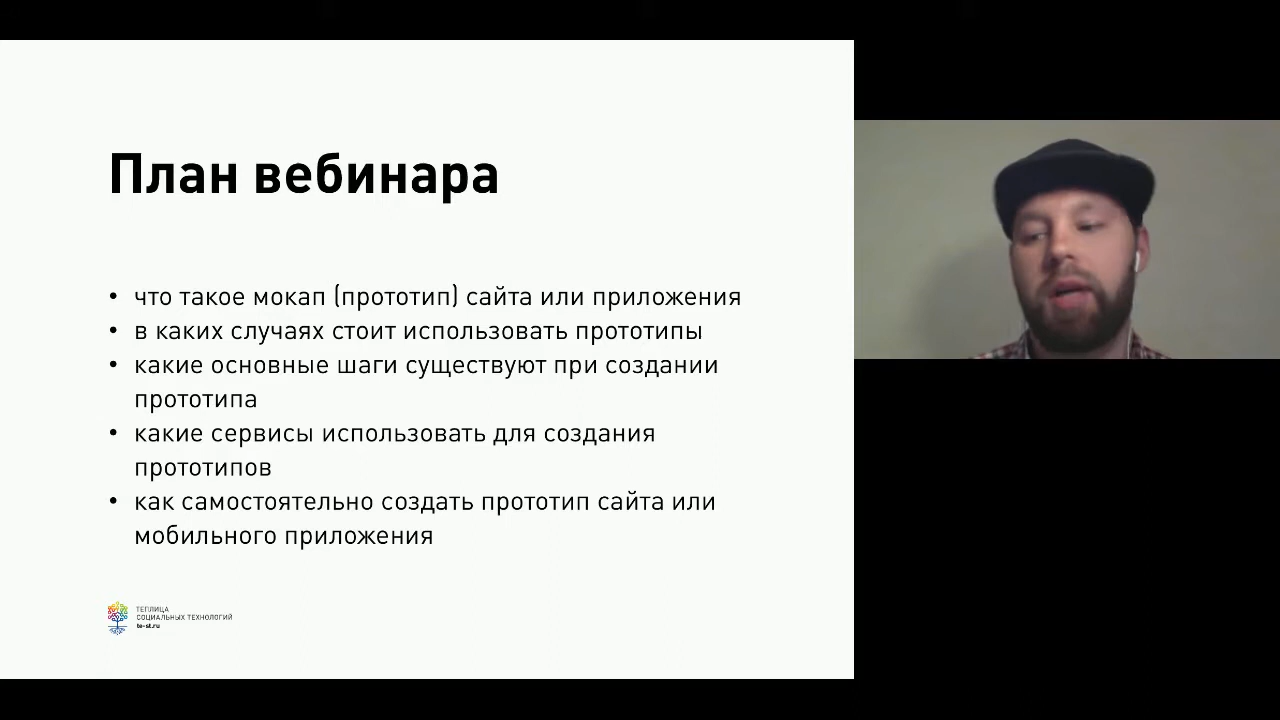 План вебинара
• что такое мокап (прототип) сайта или приложения
• в каких случаях стоит использовать прототипы
• какие основные шаги существуют при создании
прототипа
• какие сервисы использовать для создания
прототипов
• как самостоятельно создать прототип сайта или
мобильного приложения
ТЕПЛИЦА
СОЦИАЛЬНЫХ ТЕХНОЛОГИЙ
te-st.ru